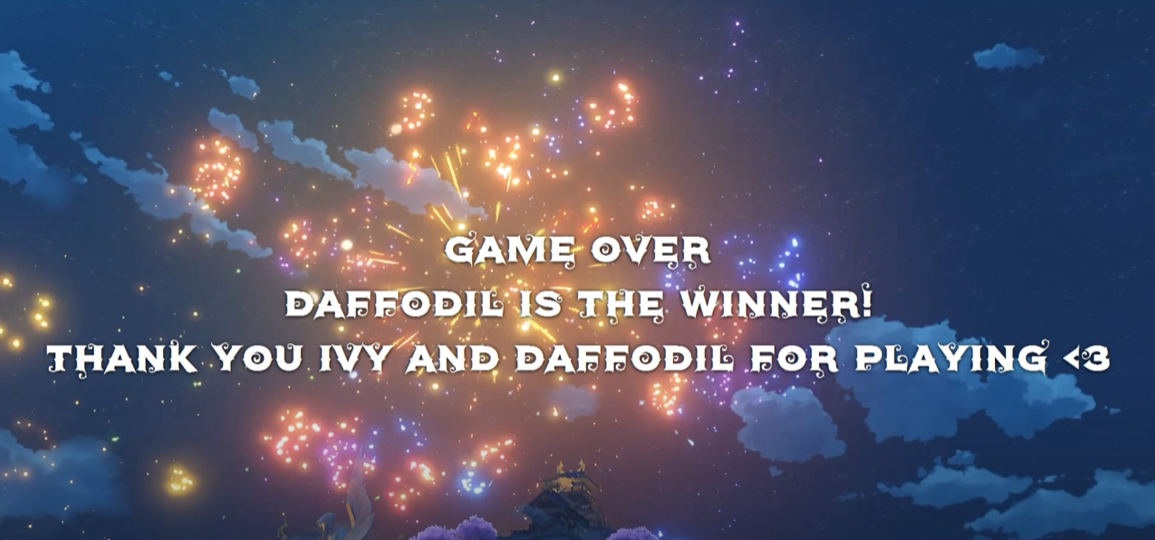 GAME OVER
DAFFODIL IS THE WINNER!
THANK YOU IVY AND DAFFODIL FOR PLAYING <3